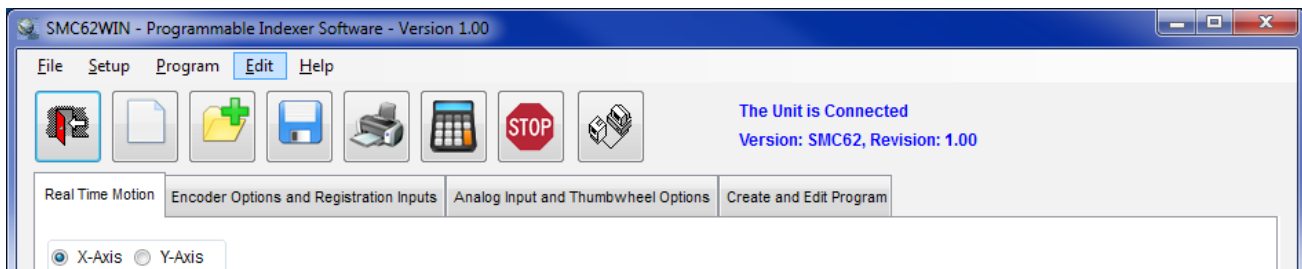 SMC62WIN - Programmable Indexer Software - Version 1.00
File Setup Program Edit Help
STOP
The Unit is Connected
Version: SMC62, Revision: 1.00
Real Time Motion Encoder Options and Registration Inputs Analog Input and Thumbwheel Options Create and Edit Program
X-Axis Y-Axis